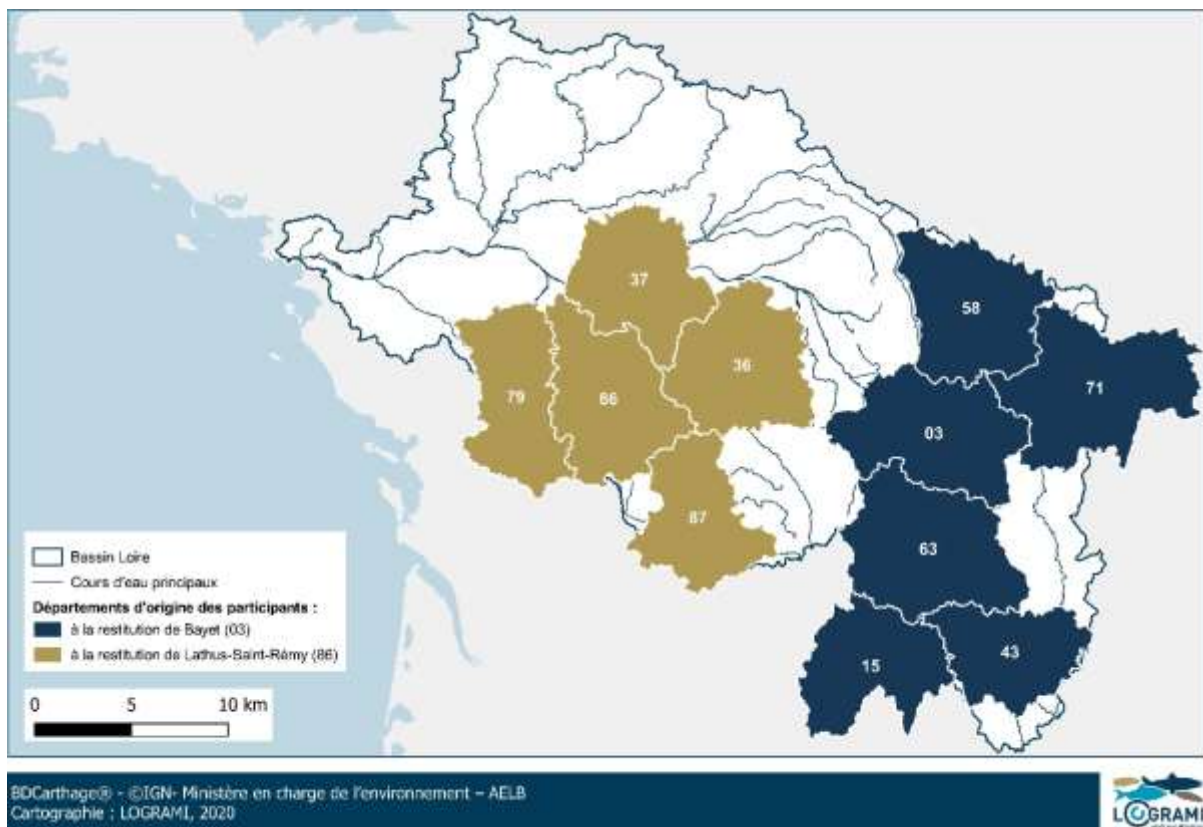 37
58
36
71
79
66
03
87
63
43
15
Bassin Loire
Cours d'eau principaux
Départements d'origine des participants :
à la restitution de Bayet (03)
à la restitution de Lathus-Saint-Rémy (86)
0 5 10 km
BDCarthage® - ©IGN- Ministère en charge de l'environnement – AELB
Cartographie : LOGRAMI, 2020
LOGRAMI